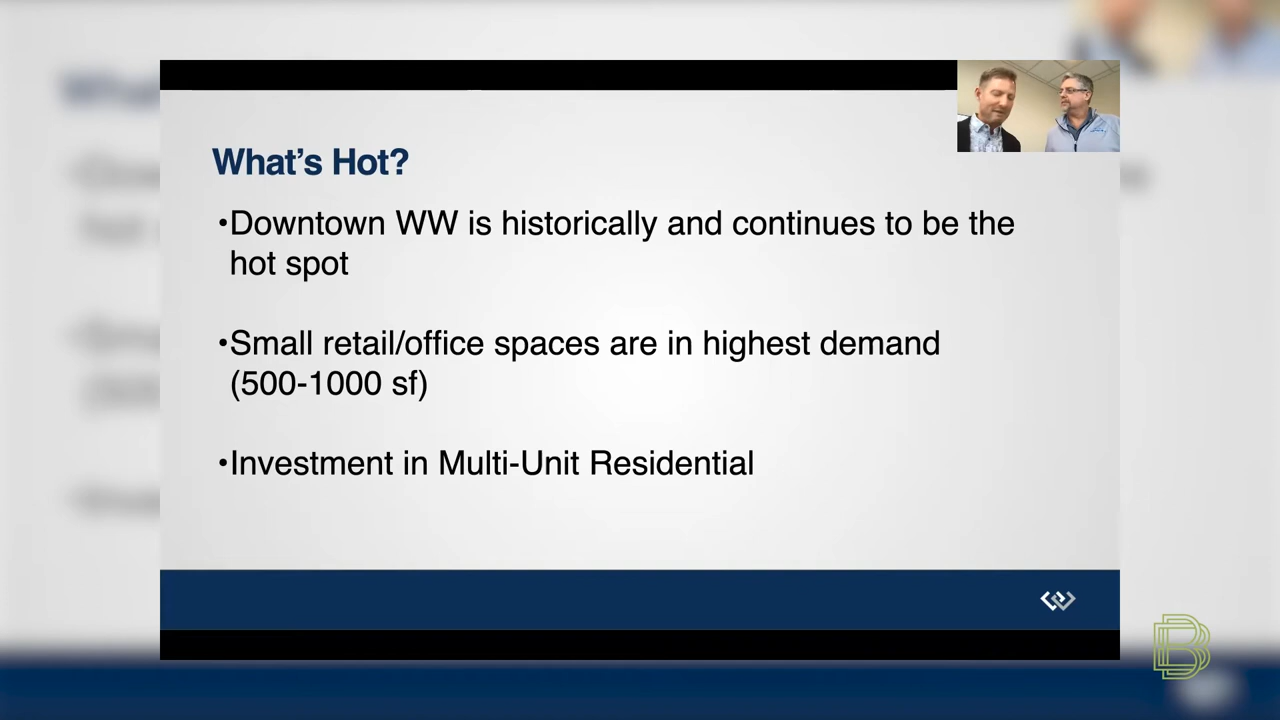 What's Hot?
•Downtown WW is historically and continues to be the
hot spot
•Small retail/office spaces are in highest demand
(500-1000 sf)
•Investment in Multi-Unit Residential